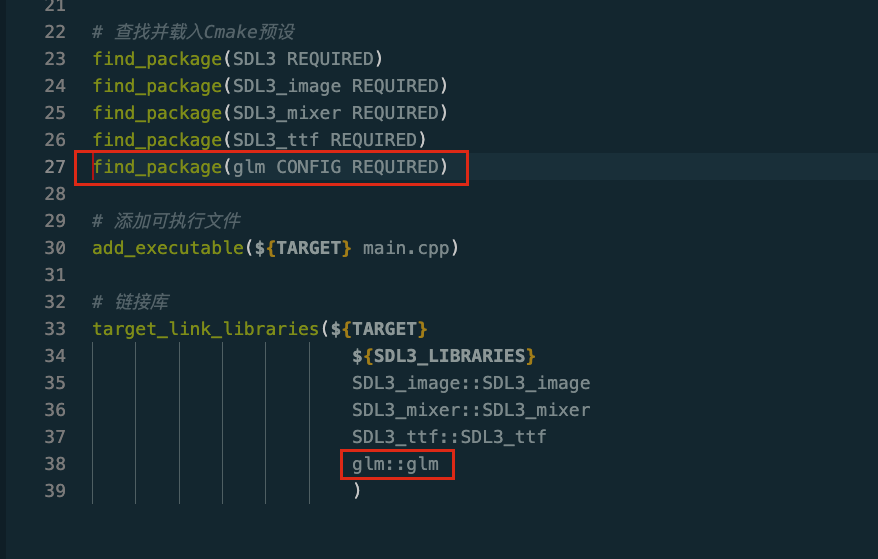 21
22 # 查找并载入Cmake预设
23 find_package(SDL3 REQUIRED)
24 find_package(SDL3_image REQUIRED)
25 find_package(SDL3_mixer REQUIRED)
26 find_package(SDL3_ttf REQUIRED)
27 find_package(glm CONFIG REQUIRED)
28
29 # 添加可执行文件
30 add_executable(${TARGET} main.cpp)
31
32 # 链接库
33 target_link_libraries(${TARGET}
34 ${SDL3_LIBRARIES}
35 SDL3_image::SDL3_image
36 SDL3_mixer::SDL3_mixer
37 SDL3_ttf::SDL3_ttf
38 glm::glm
39 )